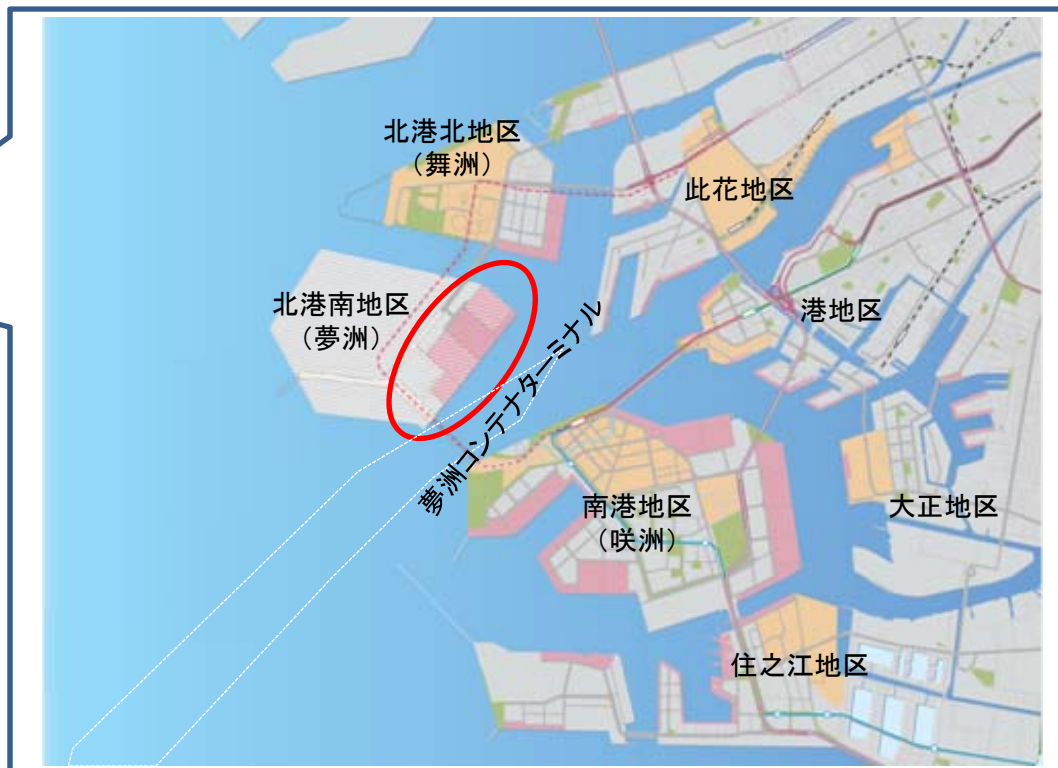 北港北地区
（舞洲）
此花地区
北港南地区
（夢洲）
港地区
夢洲コンテナターミナル
南港地区
（咲洲）
大正地区
住之江地区